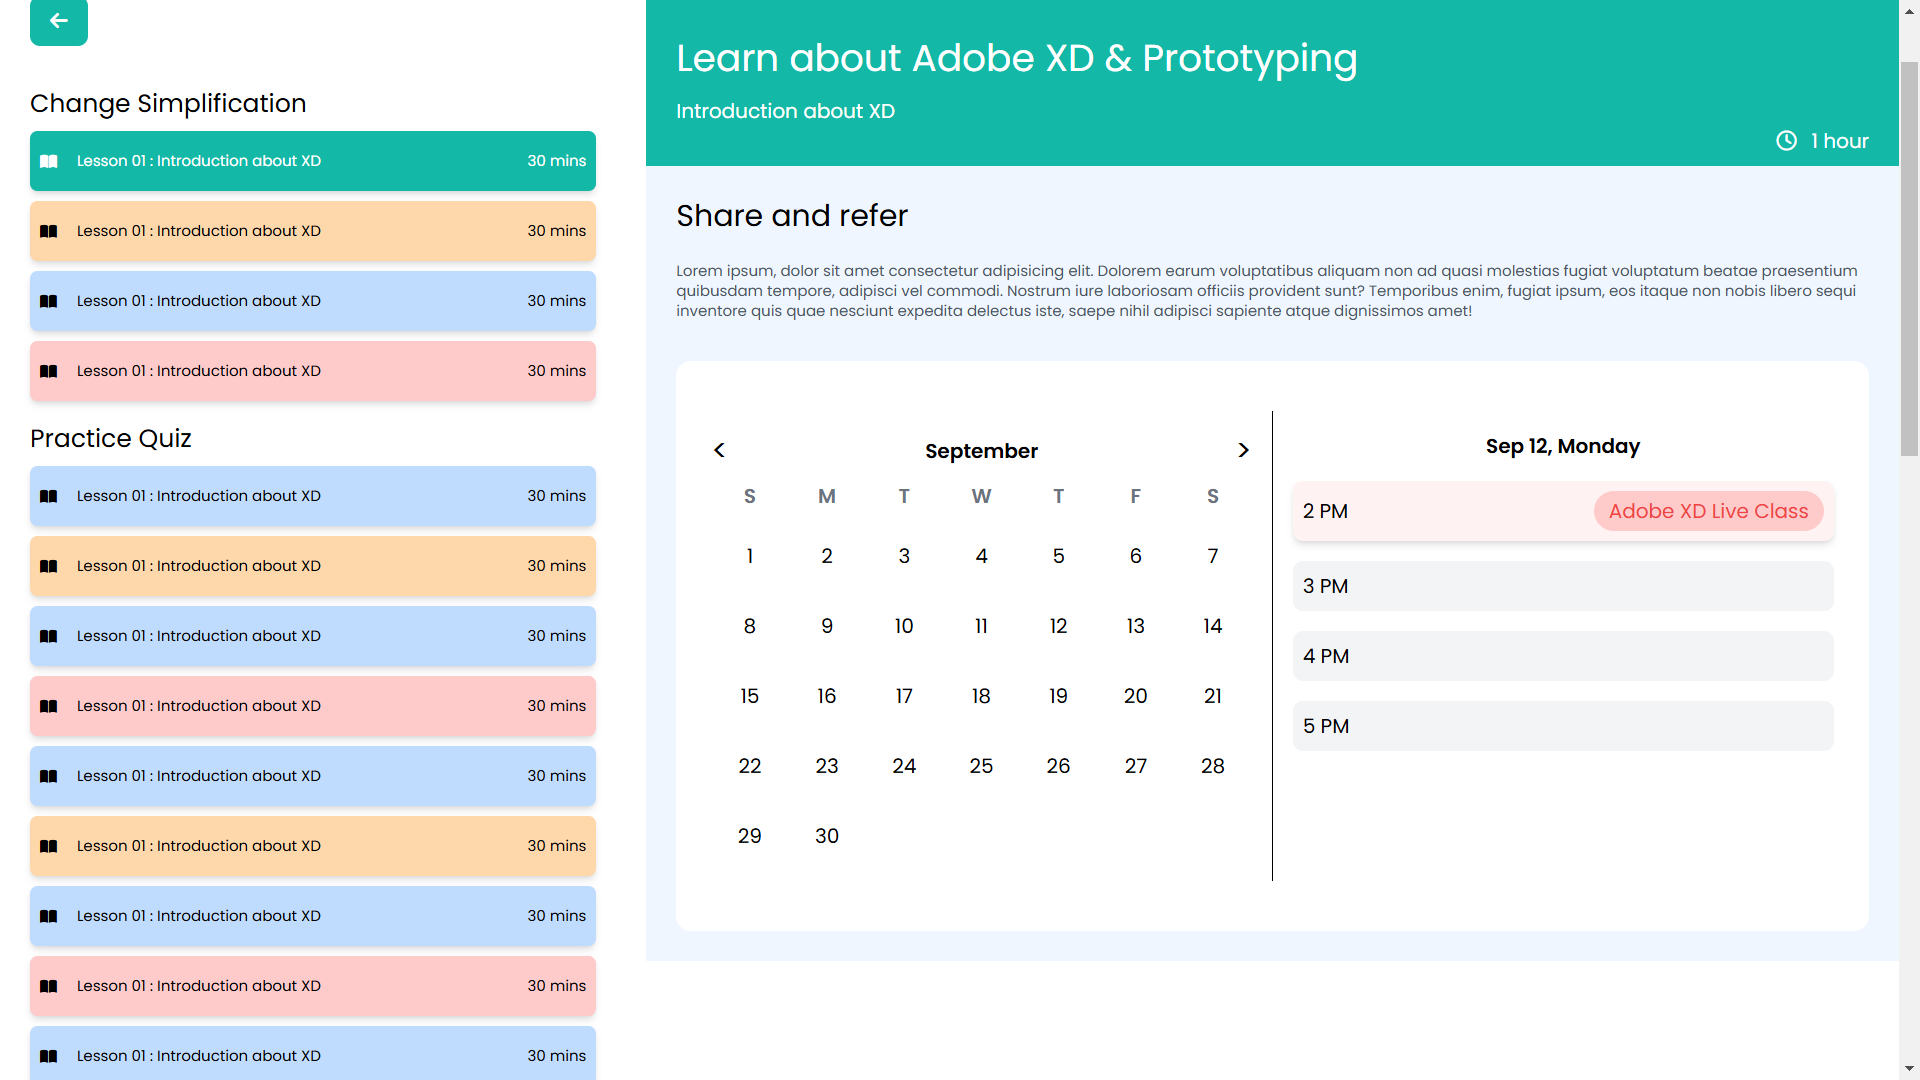 Change Simplification
Lesson 01 : Introduction about XD 30 mins
Lesson 01 : Introduction about XD 30 mins
Lesson 01 : Introduction about XD 30 mins
Lesson 01 : Introduction about XD 30 mins
Practice Quiz
Lesson 01 : Introduction about XD 30 mins
Lesson 01 : Introduction about XD 30 mins
Lesson 01 : Introduction about XD 30 mins
Lesson 01 : Introduction about XD 30 mins
Lesson 01 : Introduction about XD 30 mins
Lesson 01 : Introduction about XD 30 mins
Lesson 01 : Introduction about XD 30 mins
Lesson 01 : Introduction about XD 30 mins
Lesson 01 : Introduction about XD 30 mins
Learn about Adobe XD & Prototyping
Introduction about XD
1 hour
Share and refer
Lorem ipsum, dolor sit amet consectetur adipisicing elit. Dolorem earum voluptatibus aliquam non ad quasi molestias fugiat voluptatum beatae praesentium
quibusdam tempore, adipisci vel commodi. Nostrum iure laboriosam officiis provident sunt? Temporibus enim, fugiat ipsum, eos itaque non nobis libero sequi
inventore quis quae nesciunt expedita delectus iste, saepe nihil adipisci sapiente atque dignissimos amet!
< September >
S M T W T F S
1 2 3 4 5 6 7
8 9 10 11 12 13 14
15 16 17 18 19 20 21
22 23 24 25 26 27 28
29 30
Sep 12, Monday
2 PM Adobe XD Live Class
3 PM
4 PM
5 PM